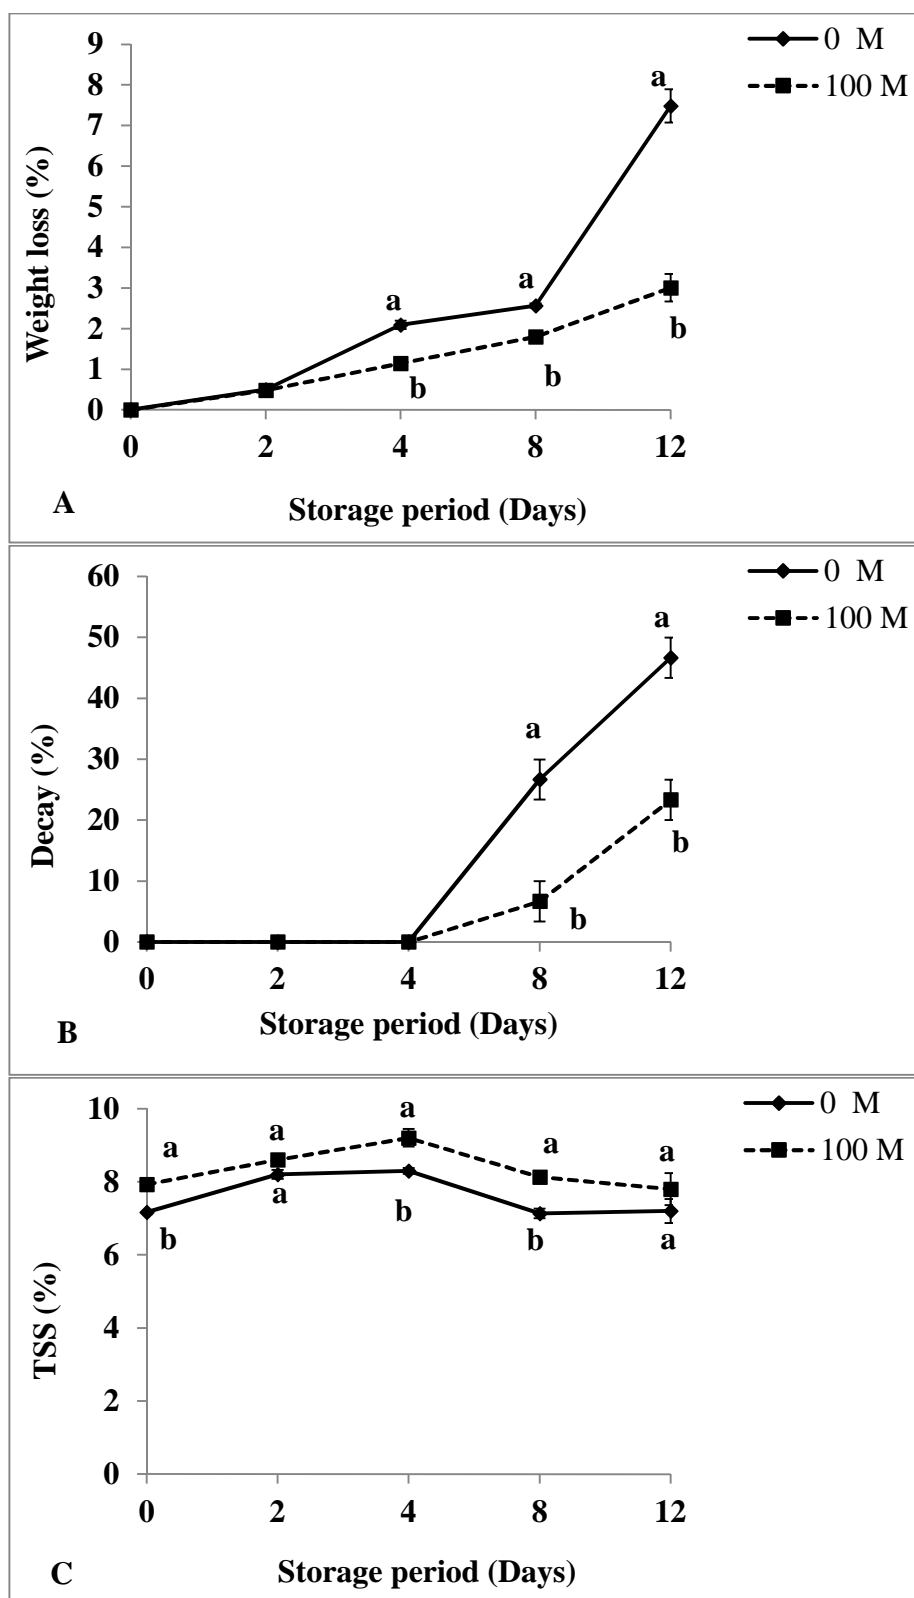 9
8
7
6
5
4
3
2
1
0
Weight loss (%)
0 M
100 M
a
a
a
b
b
b
0 2 4 8 12
Storage period (Days)
A
60
50
40
30
20
10
0
Decay (%)
0 M
100 M
a
a
b
b
0 2 4 8 12
Storage period (Days)
B
10
8
6
4
2
0
TSS (%)
0 M
100 M
a a a a a
b a b b a
0 2 4 8 12
Storage period (Days)
C